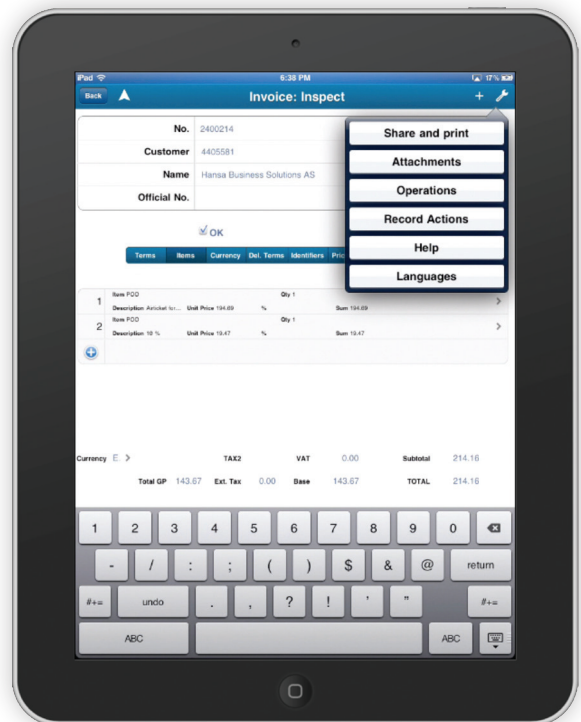 iPad 6:38 PM 17%
Back Invoice: Inspect +
No. 2400214
Customer 4405581
Name Hansa Business Solutions AS
Official No.
Share and print
Attachments
Operations
Record Actions
Help
Languages
OK
Terms Items Currency Del. Terms Identifiers
1 Item POO Qty 1
Description Airticket for... Unit Price 194.69 % Sum 194.69
2 Item POO Qty 1
Description 10 % Unit Price 19.47 % Sum 19.47
Currency E. TAX2 VAT 0.00 Subtotal 214.16
Total GP 143.67 Ext. Tax 0.00 Base 143.67 TOTAL 214.16
1 2 3 4 5 6 7 8 9 0
- / : ; ( ) $ & @ return
#+= undo . , ? ! ' " #+=
ABC ABC